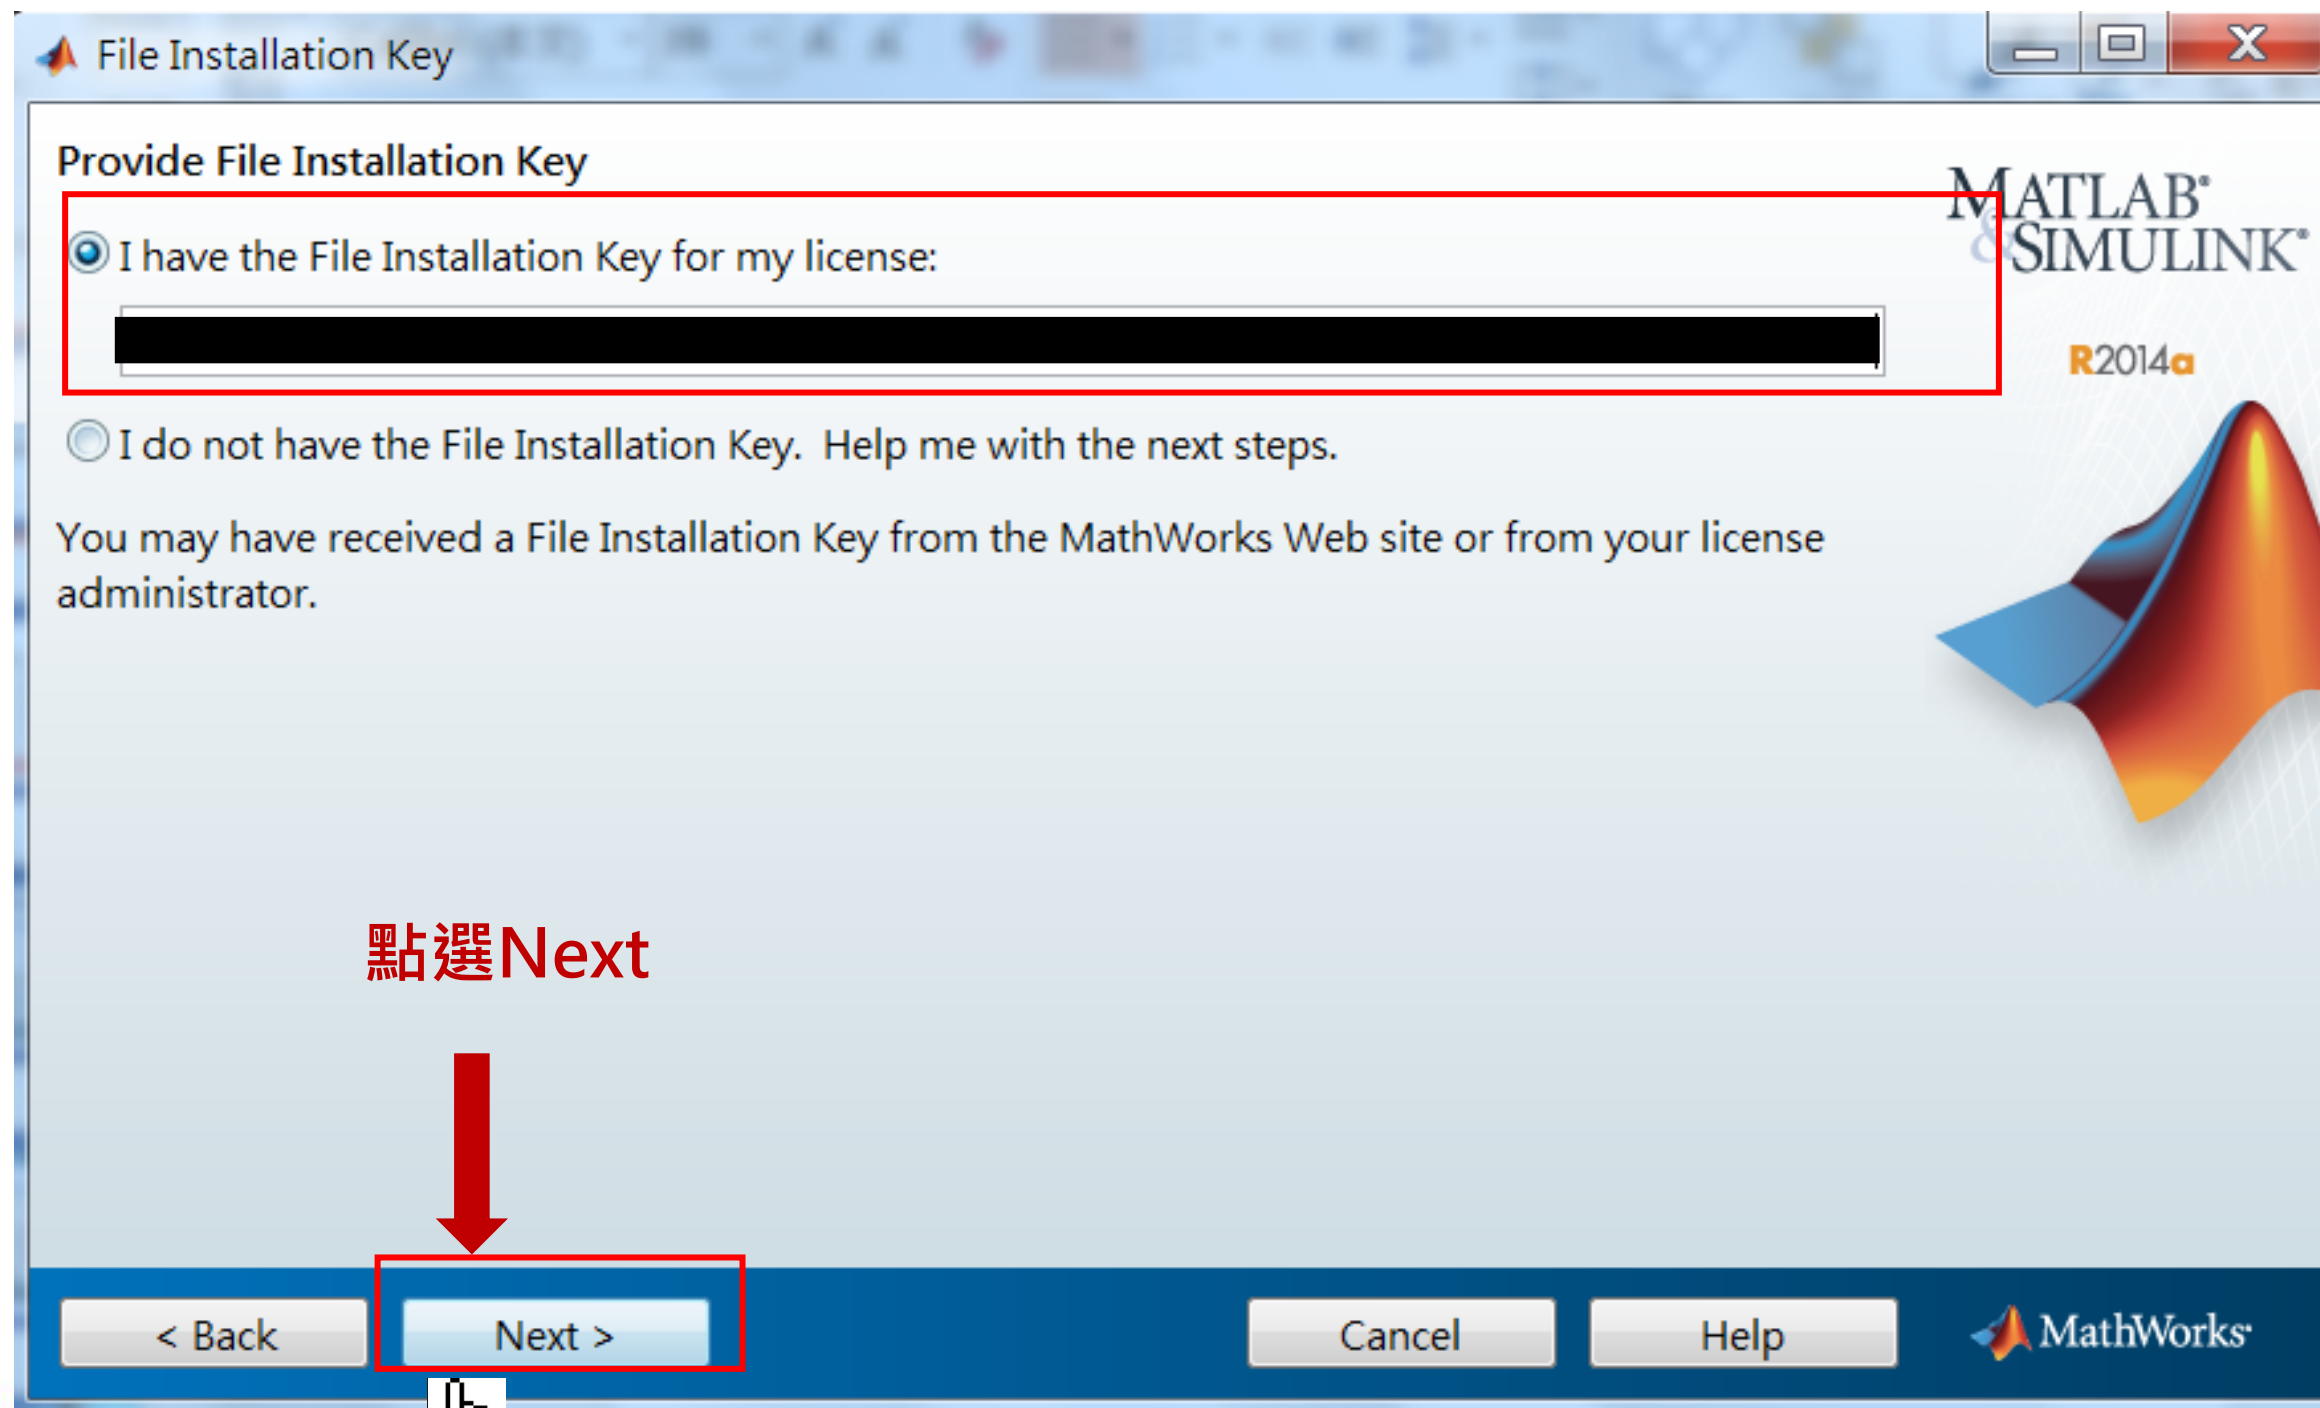 File Installation Key
Provide File Installation Key
MATLAB®
&SIMULINK®
I have the File Installation Key for my license:
R2014a
I do not have the File Installation Key.  Help me with the next steps.
You may have received a File Installation Key from the MathWorks Web site or from your license
administrator.
點選Next
< Back
Next >
Cancel
Help
MathWorks®